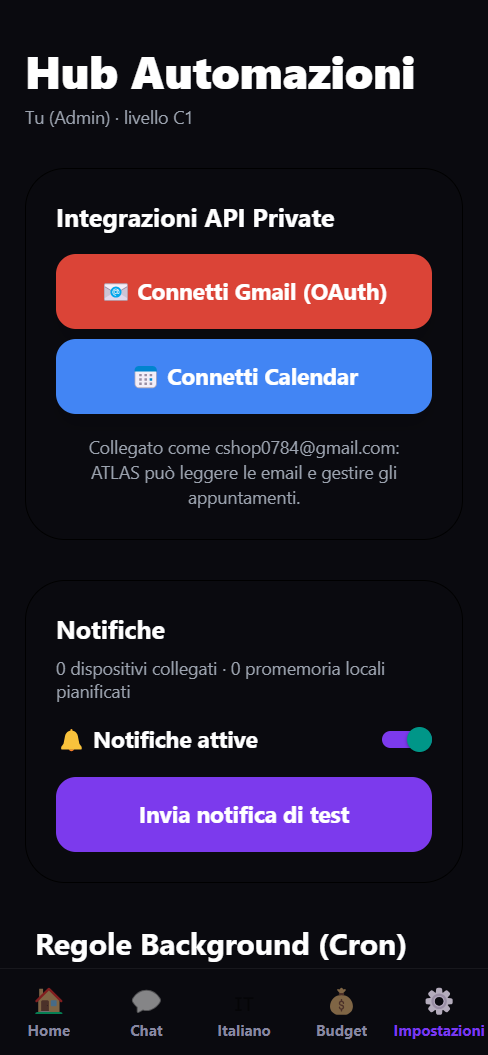 Hub Automazioni
Tu (Admin) · livello C1
Integrazioni API Private
Connetti Gmail (OAuth)
Connetti Calendar
Collegato come cshop0784@gmail.com:
ATLAS può leggere le email e gestire gli
appuntamenti.
Notifiche
0 dispositivi collegati · 0 promemoria locali
pianificati
Notifiche attive
Invia notifica di test
Regole Background (Cron)
IT
Home Chat Italiano Budget Impostazioni